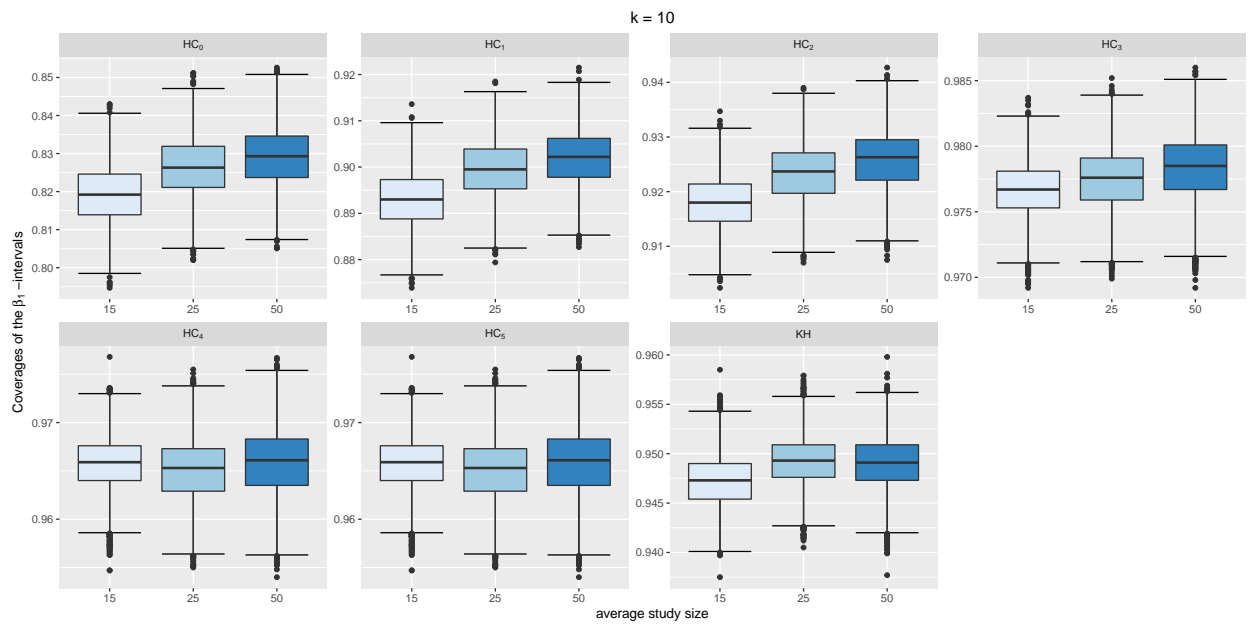 k = 10
HC₀
HC₁
HC₂
HC₃
0.85
0.84
0.83
0.82
0.81
0.80
0.92
0.91
0.90
0.89
0.88
0.94
0.93
0.92
0.91
0.985
0.980
0.975
0.970
15 25 50
15 25 50
15 25 50
15 25 50
Coverages of the β₁ −intervals
HC₄
HC₅
KH
0.97
0.96
0.97
0.96
0.960
0.955
0.950
0.945
0.940
15 25 50
15 25 50
15 25 50
average study size